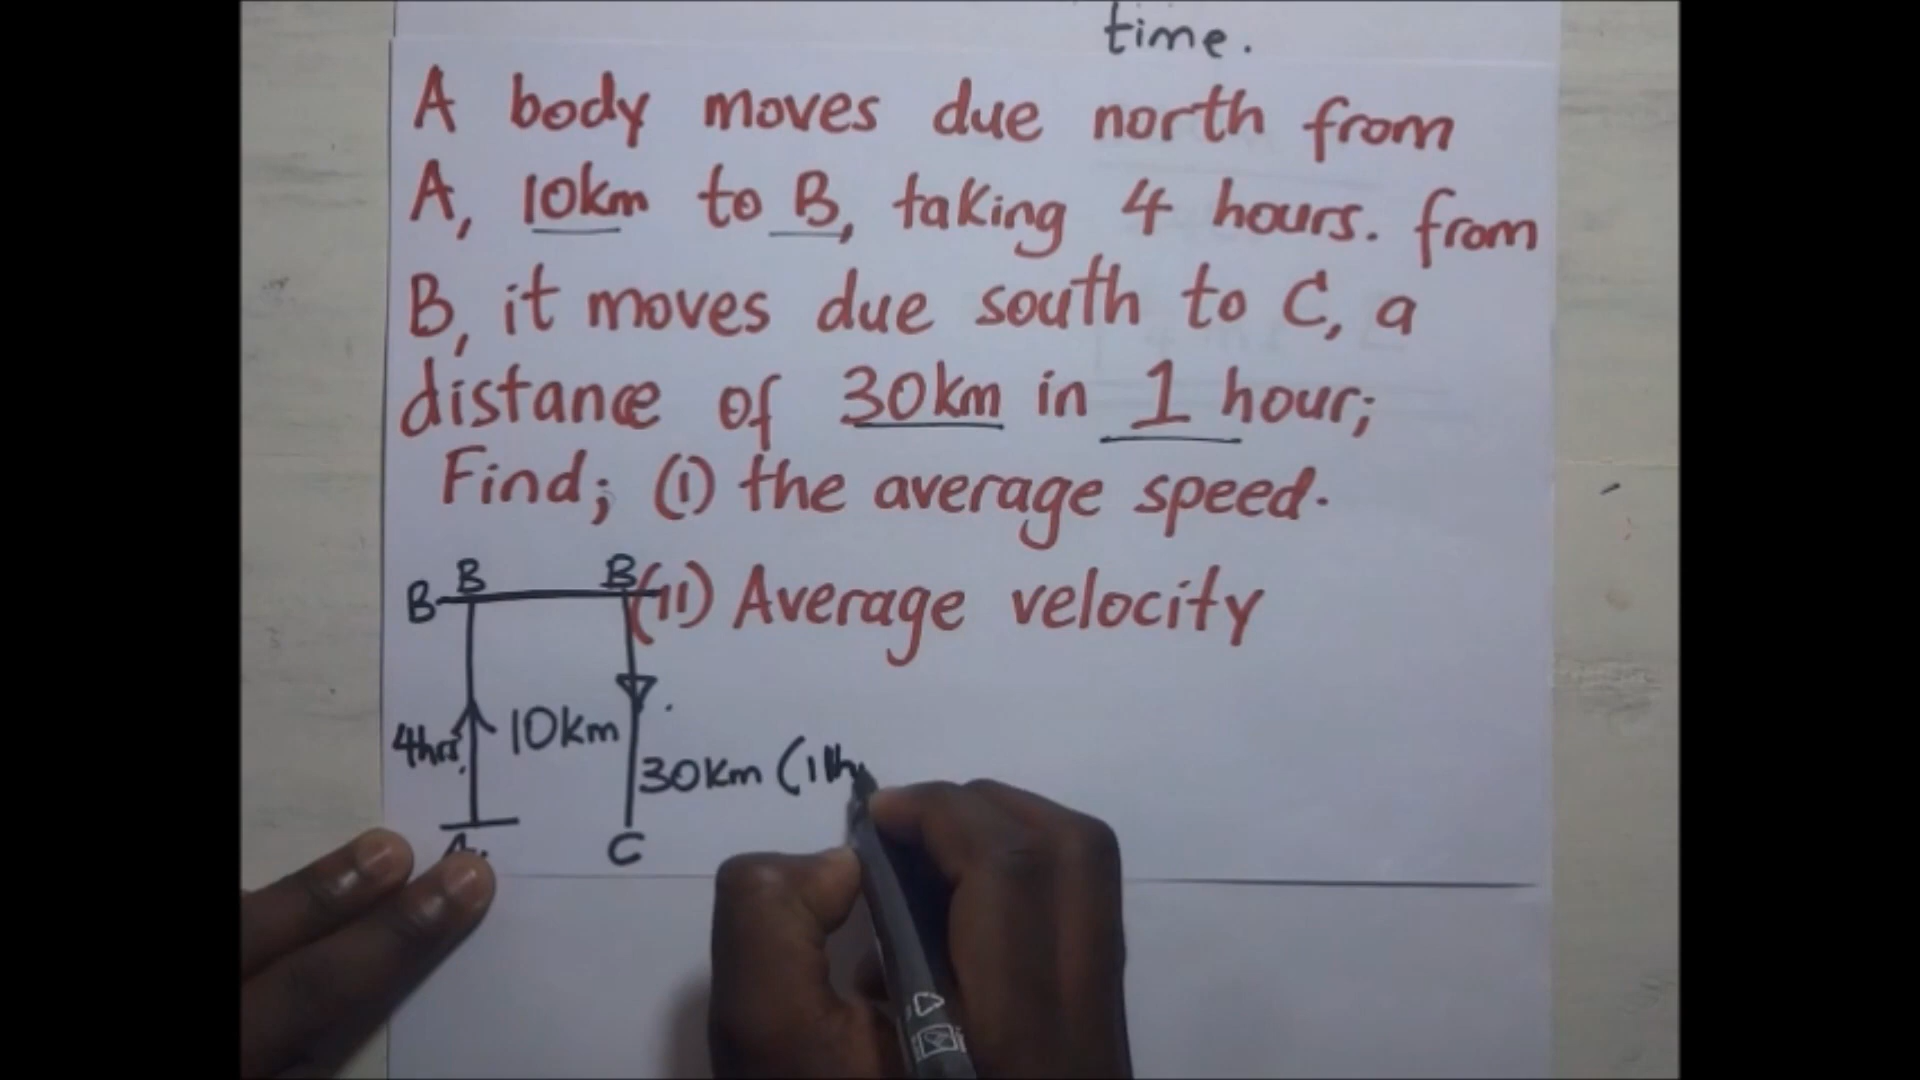 time.
A body moves due north from
A, 10km to B, taking 4 hours. from
B, it moves due south to C, a
distance of 30km in 1 hour;
Find; (i) the average speed.
(ii) Average velocity
B B B
4hrs. 10km
30km (1h
A. C